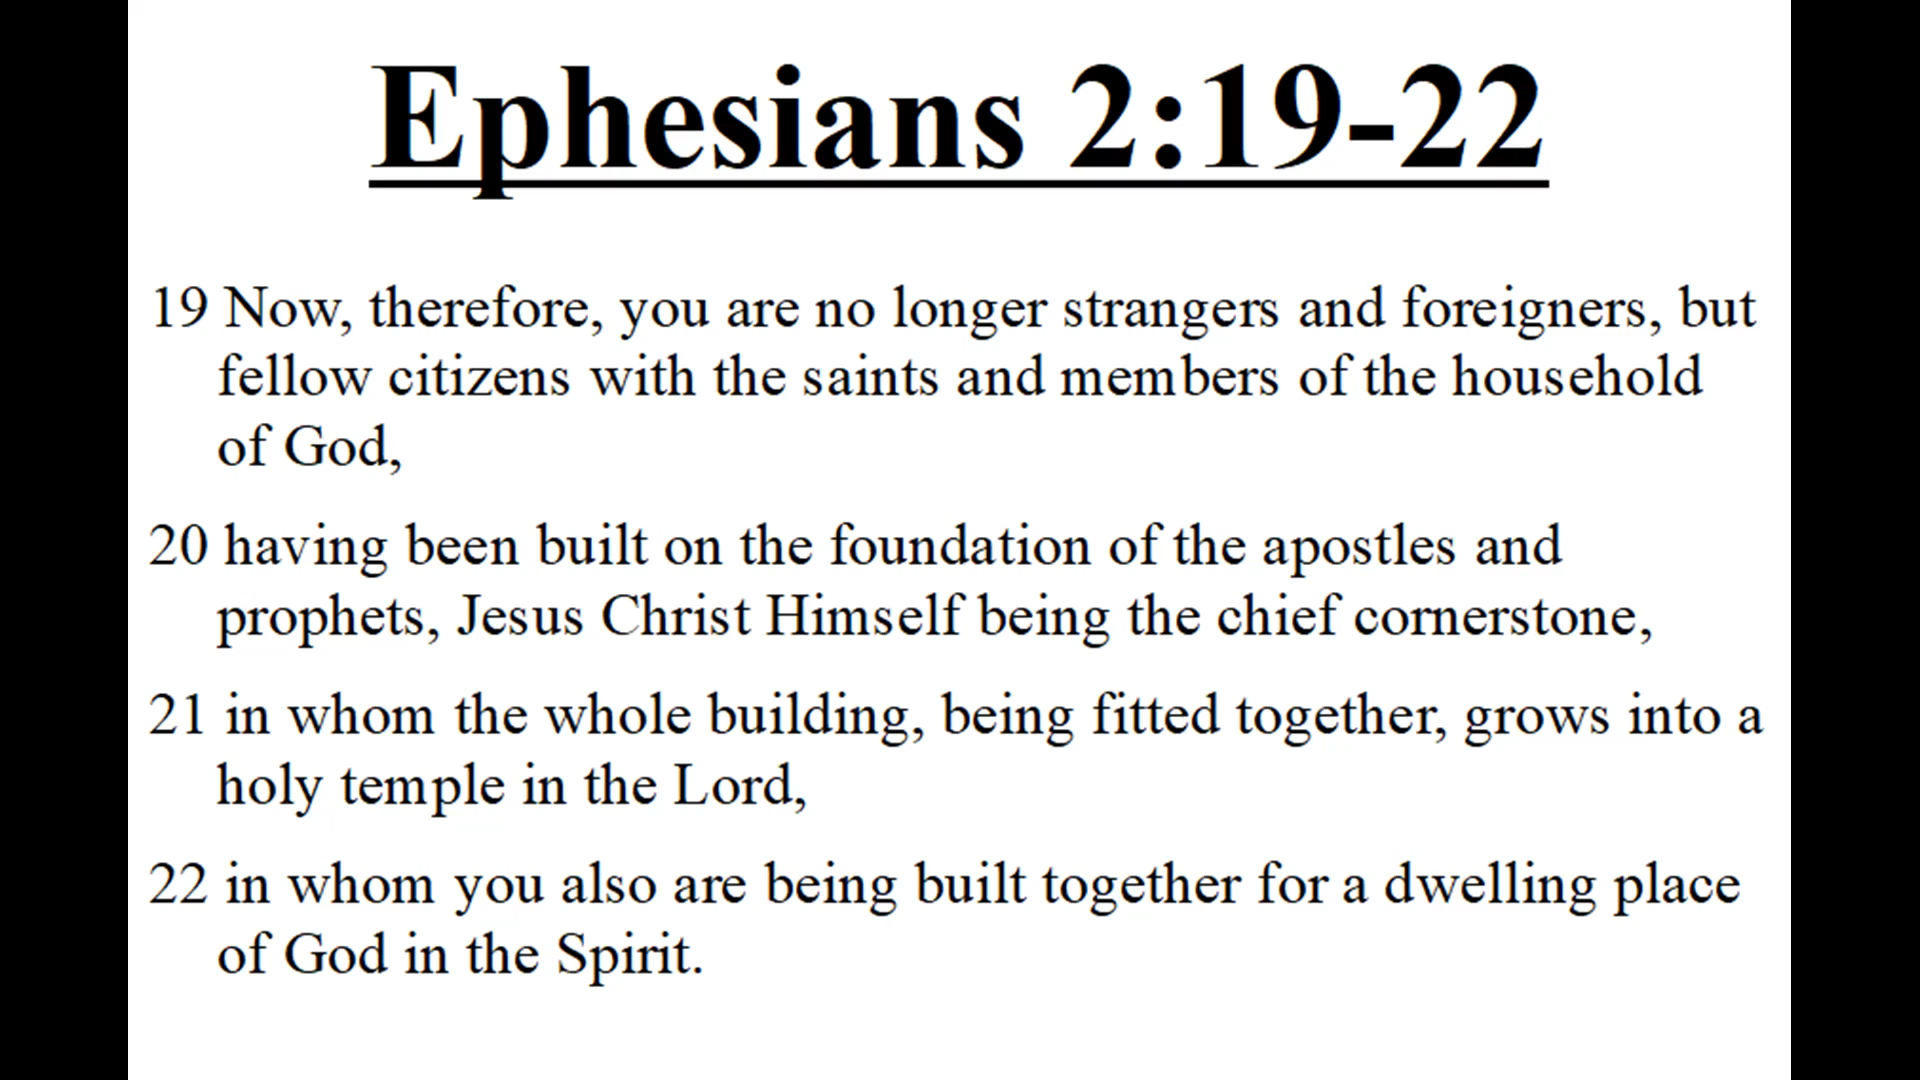 Ephesians 2:19-22
19 Now, therefore, you are no longer strangers and foreigners, but
fellow citizens with the saints and members of the household
of God,
20 having been built on the foundation of the apostles and
prophets, Jesus Christ Himself being the chief cornerstone,
21 in whom the whole building, being fitted together, grows into a
holy temple in the Lord,
22 in whom you also are being built together for a dwelling place
of God in the Spirit.